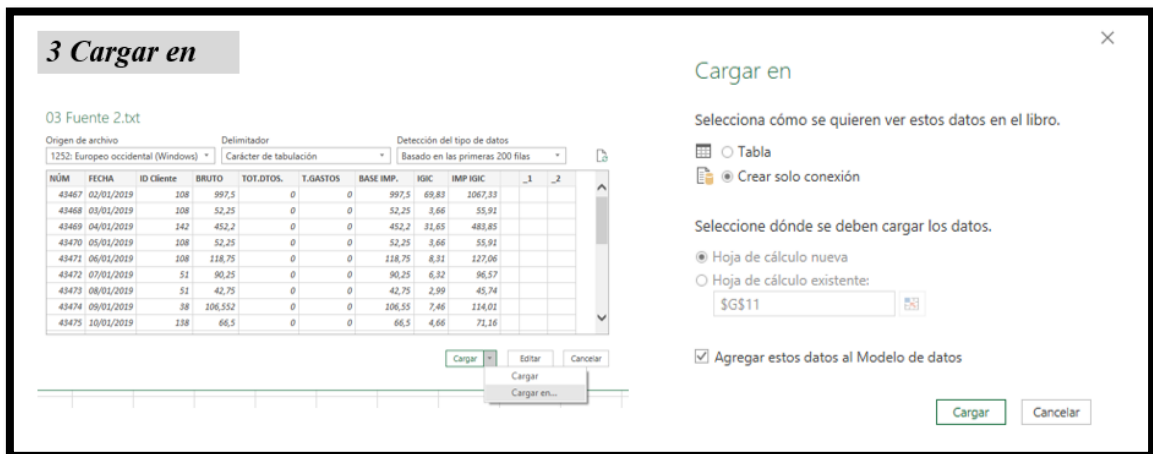 3 Cargar en
03 Fuente 2.txt
Origen de archivo Delimitador Detección del tipo de datos
1252: Europeo occidental (Windows) Carácter de tabulación Basado en las primeras 200 filas
NÚM FECHA ID Cliente BRUTO TOT.DTOS. T.GASTOS BASE IMP. IGIC IMP IGIC _1 _2
43467 02/01/2019 108 997,5 0 0 997,5 69,83 1067,33
43468 03/01/2019 108 52,25 0 0 52,25 3,66 55,91
43469 04/01/2019 142 452,2 0 0 452,2 31,65 483,85
43470 05/01/2019 108 52,25 0 0 52,25 3,66 55,91
43471 06/01/2019 108 118,75 0 0 118,75 8,31 127,06
43472 07/01/2019 51 90,25 0 0 90,25 6,32 96,57
43473 08/01/2019 51 42,75 0 0 42,75 2,99 45,74
43474 09/01/2019 38 106,552 0 0 106,55 7,46 114,01
43475 10/01/2019 138 66,5 0 0 66,5 4,66 71,16
Cargar Editar Cancelar
Cargar
Cargar en...
Cargar en
Selecciona cómo se quieren ver estos datos en el libro.
Tabla
Crear solo conexión
Seleccione dónde se deben cargar los datos.
Hoja de cálculo nueva
Hoja de cálculo existente:
$G$11
Agregar estos datos al Modelo de datos
Cargar Cancelar